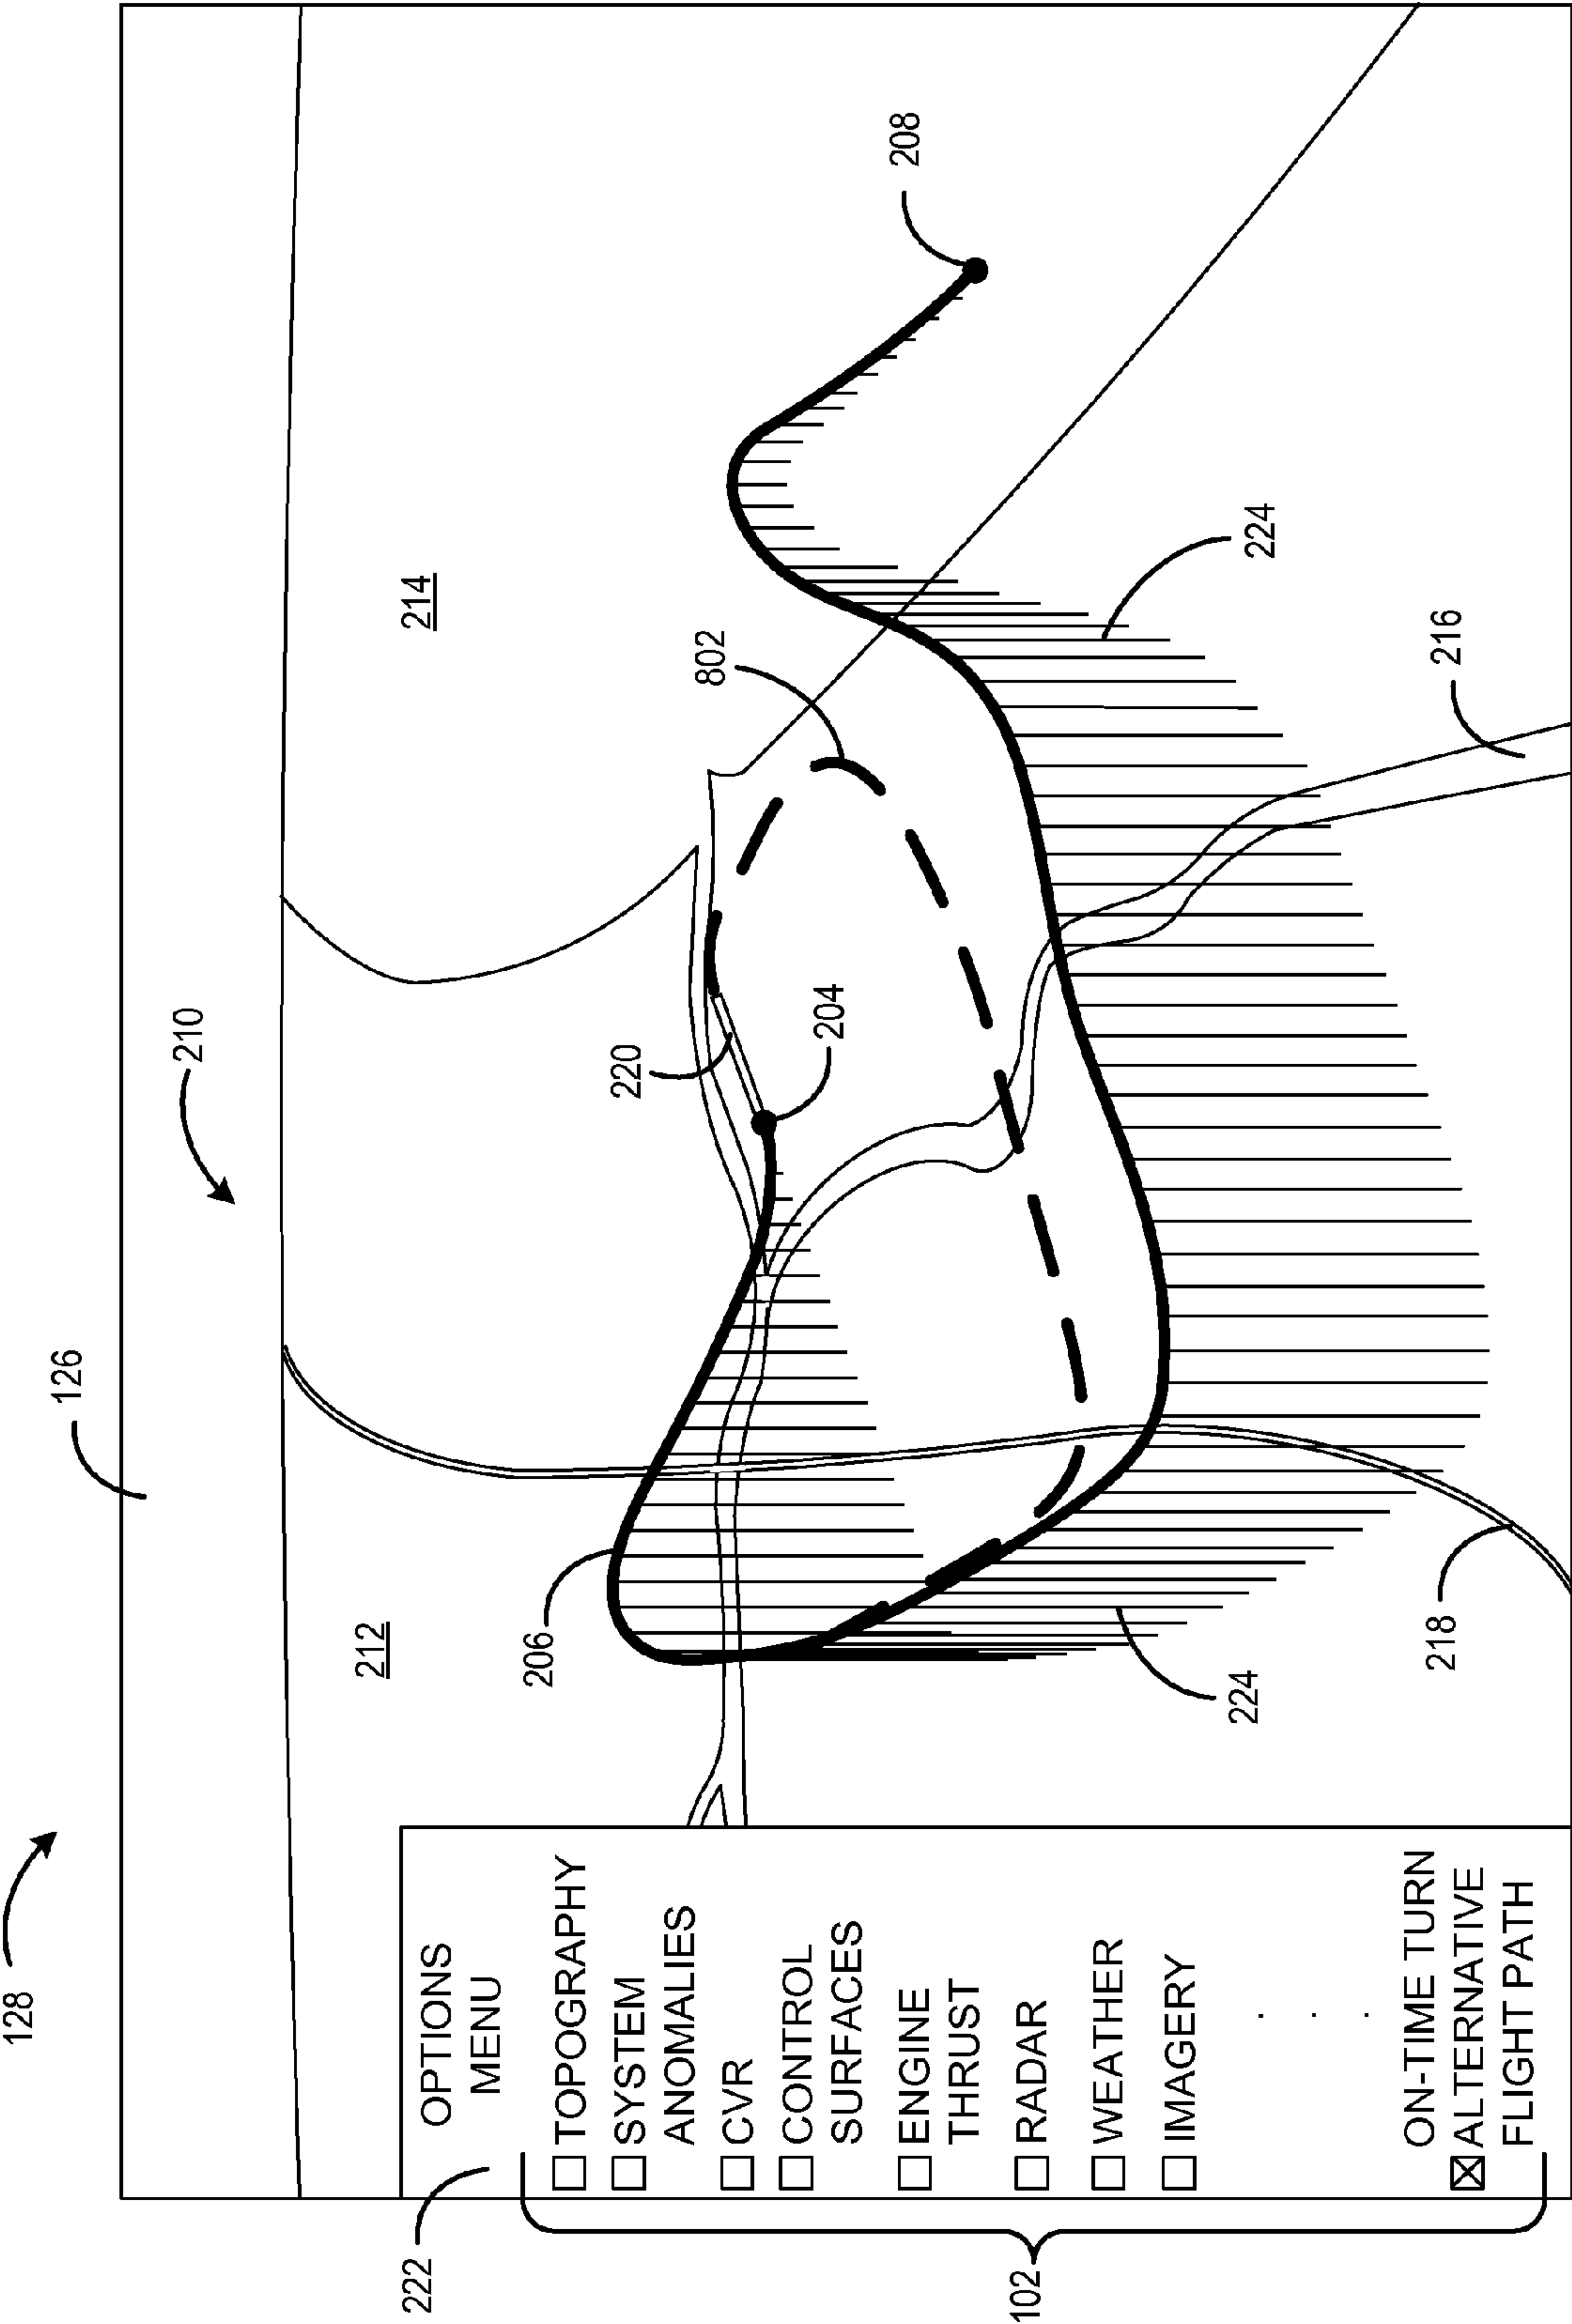 128
126
210
212
214
206
220
204
802
208
224
224
216
218
222
102
OPTIONS
MENU
TOPOGRAPHY
SYSTEM
ANOMALIES
CVR
CONTROL
SURFACES
ENGINE
THRUST
RADAR
WEATHER
IMAGERY
. . .
ON-TIME TURN
ALTERNATIVE
FLIGHT PATH